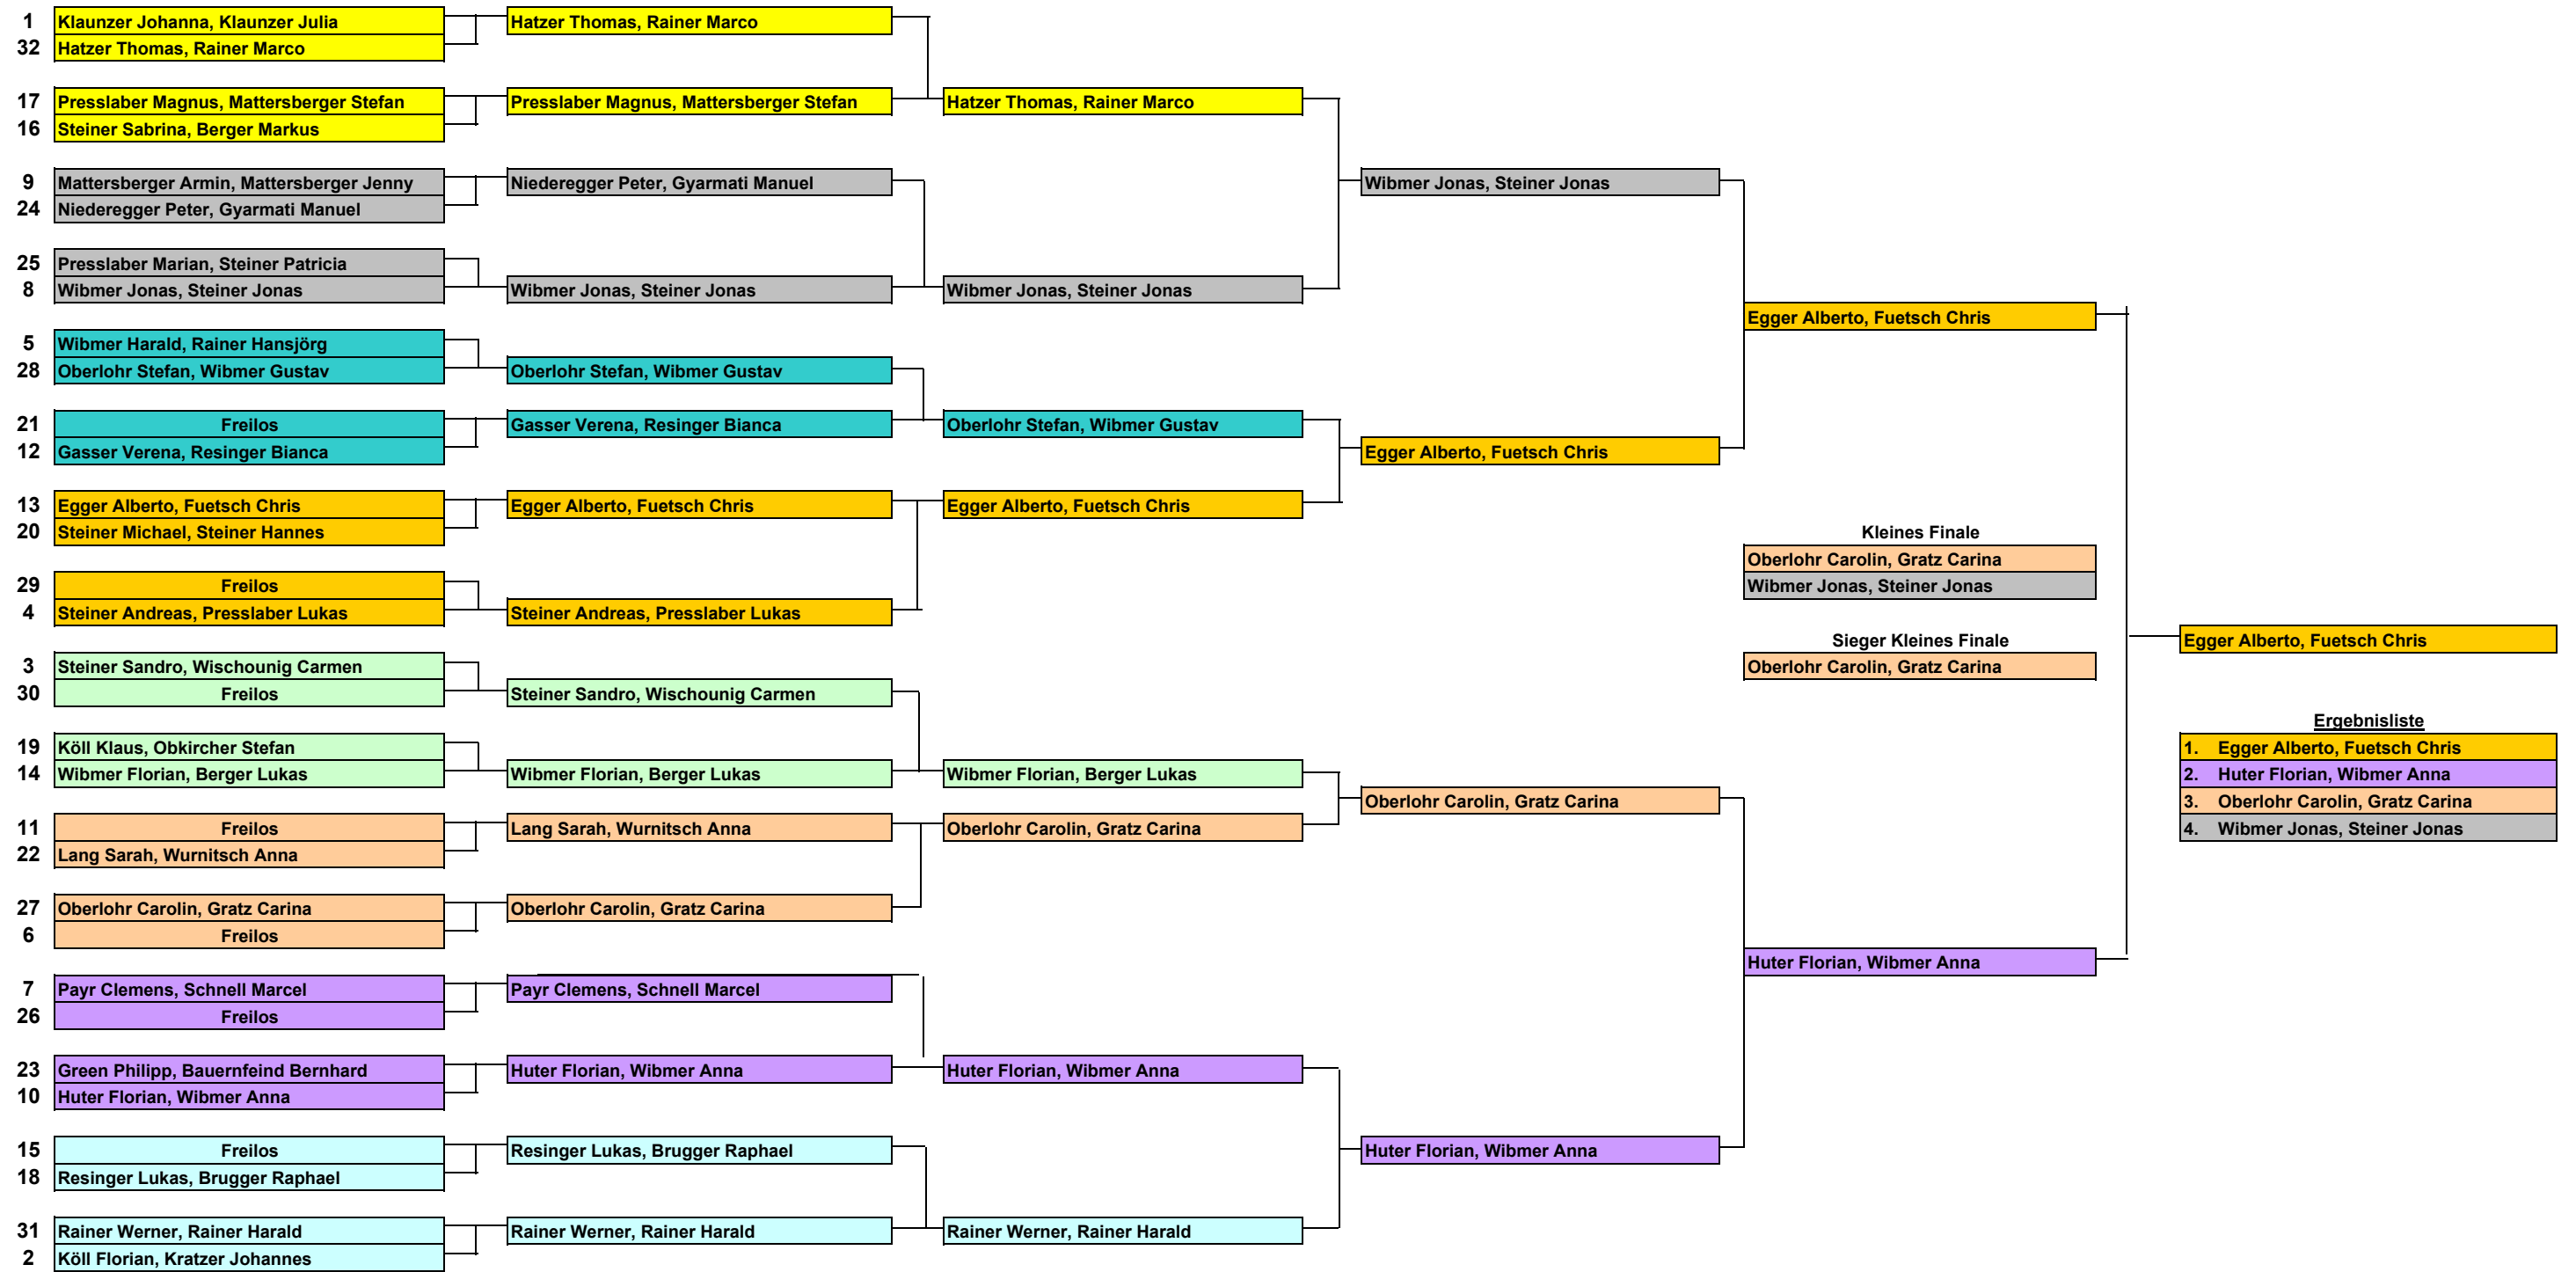 1 Klaunzer Johanna, Klaunzer Julia
32 Hatzer Thomas, Rainer Marco
17 Presslaber Magnus, Mattersberger Stefan
16 Steiner Sabrina, Berger Markus
9 Mattersberger Armin, Mattersberger Jenny
24 Niederegger Peter, Gyarmati Manuel
25 Presslaber Marian, Steiner Patricia
8 Wibmer Jonas, Steiner Jonas
5 Wibmer Harald, Rainer Hansjörg
28 Oberlohr Stefan, Wibmer Gustav
21 Freilos
12 Gasser Verena, Resinger Bianca
13 Egger Alberto, Fuetsch Chris
20 Steiner Michael, Steiner Hannes
29 Freilos
4 Steiner Andreas, Presslaber Lukas
3 Steiner Sandro, Wischounig Carmen
30 Freilos
19 Köll Klaus, Obkircher Stefan
14 Wibmer Florian, Berger Lukas
11 Freilos
22 Lang Sarah, Wurnitsch Anna
27 Oberlohr Carolin, Gratz Carina
6 Freilos
7 Payr Clemens, Schnell Marcel
26 Freilos
23 Green Philipp, Bauernfeind Bernhard
10 Huter Florian, Wibmer Anna
15 Freilos
18 Resinger Lukas, Brugger Raphael
31 Rainer Werner, Rainer Harald
2 Köll Florian, Kratzer Johannes
Hatzer Thomas, Rainer Marco
Presslaber Magnus, Mattersberger Stefan
Niederegger Peter, Gyarmati Manuel
Wibmer Jonas, Steiner Jonas
Oberlohr Stefan, Wibmer Gustav
Gasser Verena, Resinger Bianca
Egger Alberto, Fuetsch Chris
Steiner Andreas, Presslaber Lukas
Steiner Sandro, Wischounig Carmen
Wibmer Florian, Berger Lukas
Lang Sarah, Wurnitsch Anna
Oberlohr Carolin, Gratz Carina
Payr Clemens, Schnell Marcel
Huter Florian, Wibmer Anna
Resinger Lukas, Brugger Raphael
Rainer Werner, Rainer Harald
Hatzer Thomas, Rainer Marco
Wibmer Jonas, Steiner Jonas
Oberlohr Stefan, Wibmer Gustav
Egger Alberto, Fuetsch Chris
Wibmer Florian, Berger Lukas
Oberlohr Carolin, Gratz Carina
Huter Florian, Wibmer Anna
Rainer Werner, Rainer Harald
Wibmer Jonas, Steiner Jonas
Egger Alberto, Fuetsch Chris
Oberlohr Carolin, Gratz Carina
Huter Florian, Wibmer Anna
Egger Alberto, Fuetsch Chris
Kleines Finale
Oberlohr Carolin, Gratz Carina
Wibmer Jonas, Steiner Jonas
Sieger Kleines Finale
Oberlohr Carolin, Gratz Carina
Huter Florian, Wibmer Anna
Egger Alberto, Fuetsch Chris
Ergebnisliste
1. Egger Alberto, Fuetsch Chris
2. Huter Florian, Wibmer Anna
3. Oberlohr Carolin, Gratz Carina
4. Wibmer Jonas, Steiner Jonas